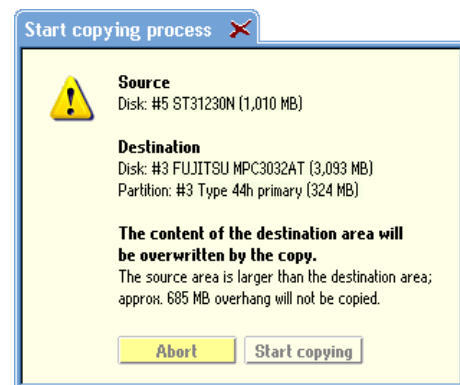 Start copying process
Source
Disk: #5 ST31230N (1,010 MB)
Destination
Disk: #3 FUJITSU MPC3032AT (3,093 MB)
Partition: #3 Type 44h primary (324 MB)
The content of the destination area will
be overwritten by the copy.
The source area is larger than the destination area;
approx. 685 MB overhang will not be copied.
Abort
Start copying